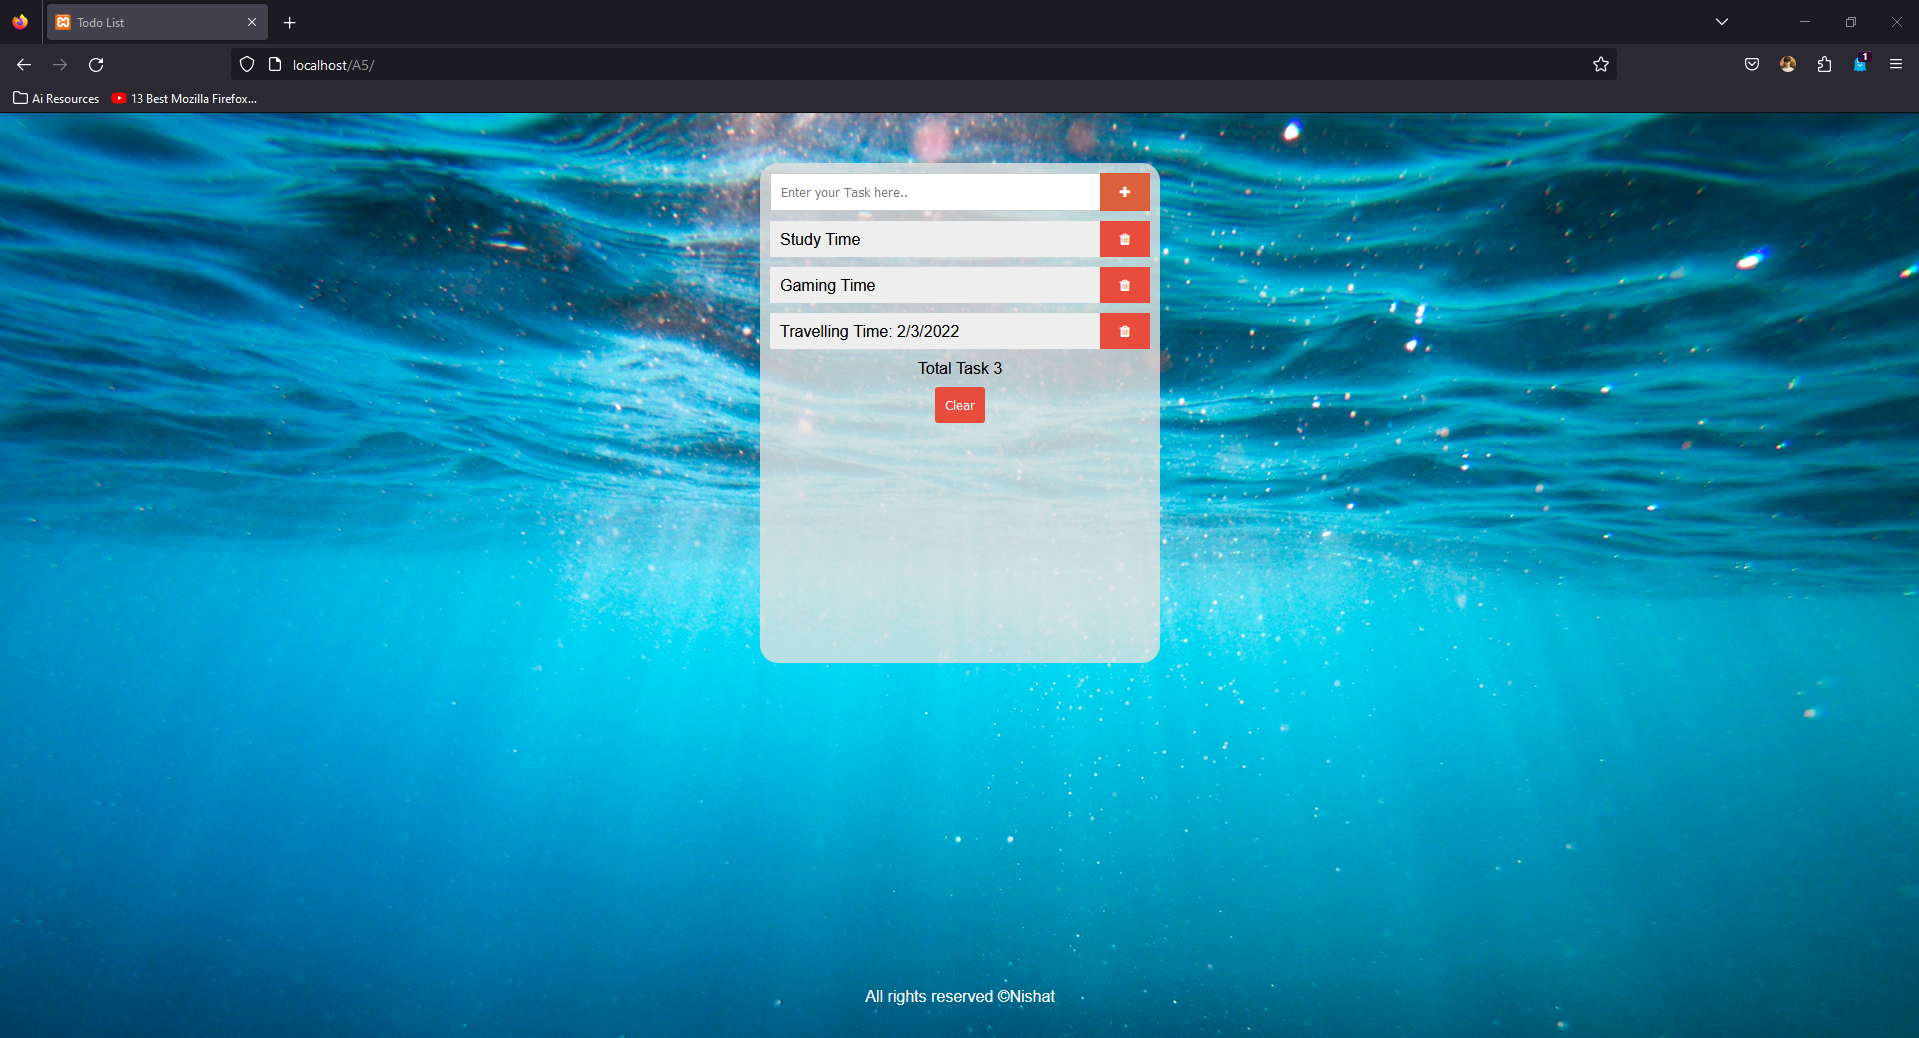 Todo List
localhost/A5/
1
Ai Resources
13 Best Mozilla Firefox...
Enter your Task here..
Study Time
Gaming Time
Travelling Time: 2/3/2022
Total Task 3
Clear
All rights reserved ©Nishat